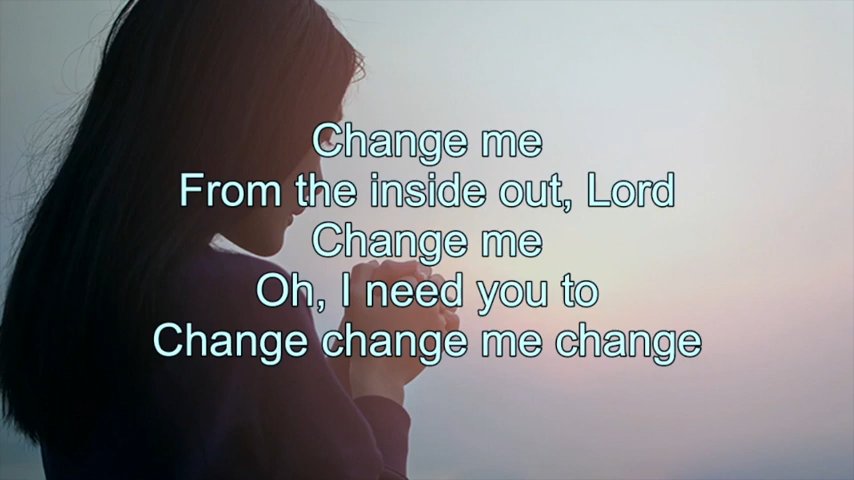 Change me
From the inside out, Lord
Change me
Oh, I need you to
Change change me change